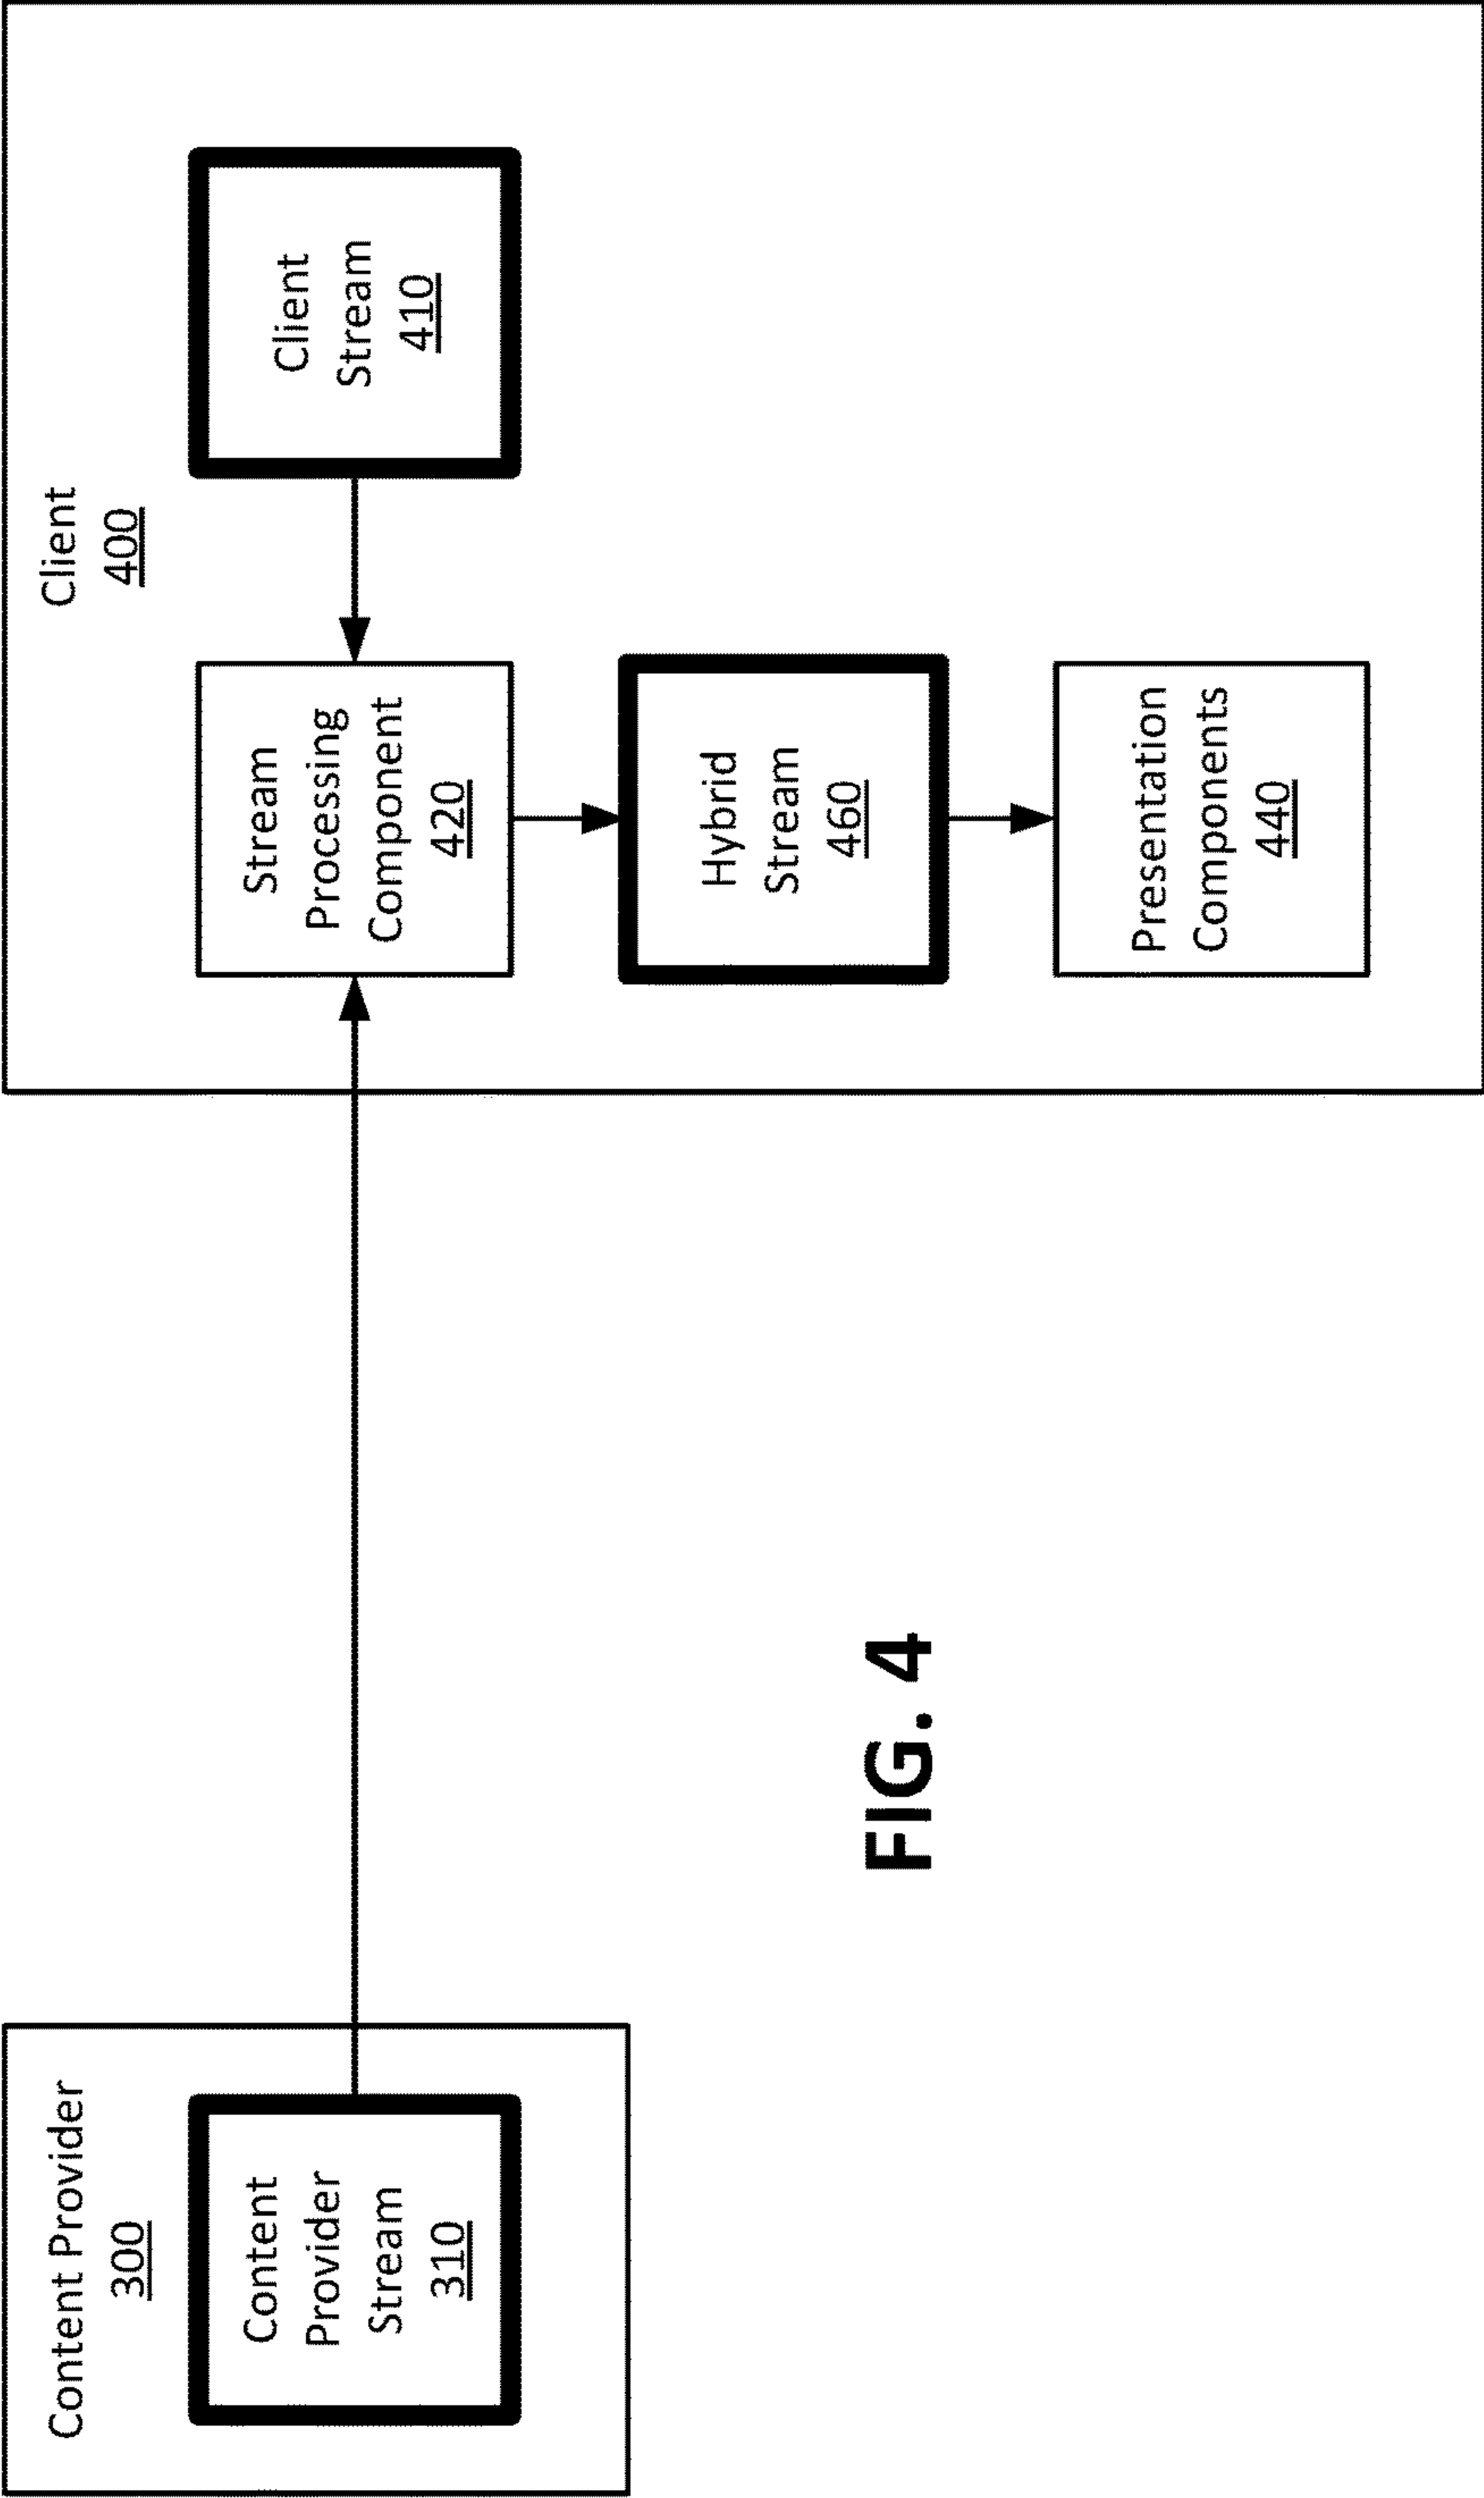 Content Provider
300
Content
Provider
Stream
310
Client
400
Stream
Processing
Component
420
Client
Stream
410
Hybrid
Stream
460
Presentation
Components
440
FIG. 4